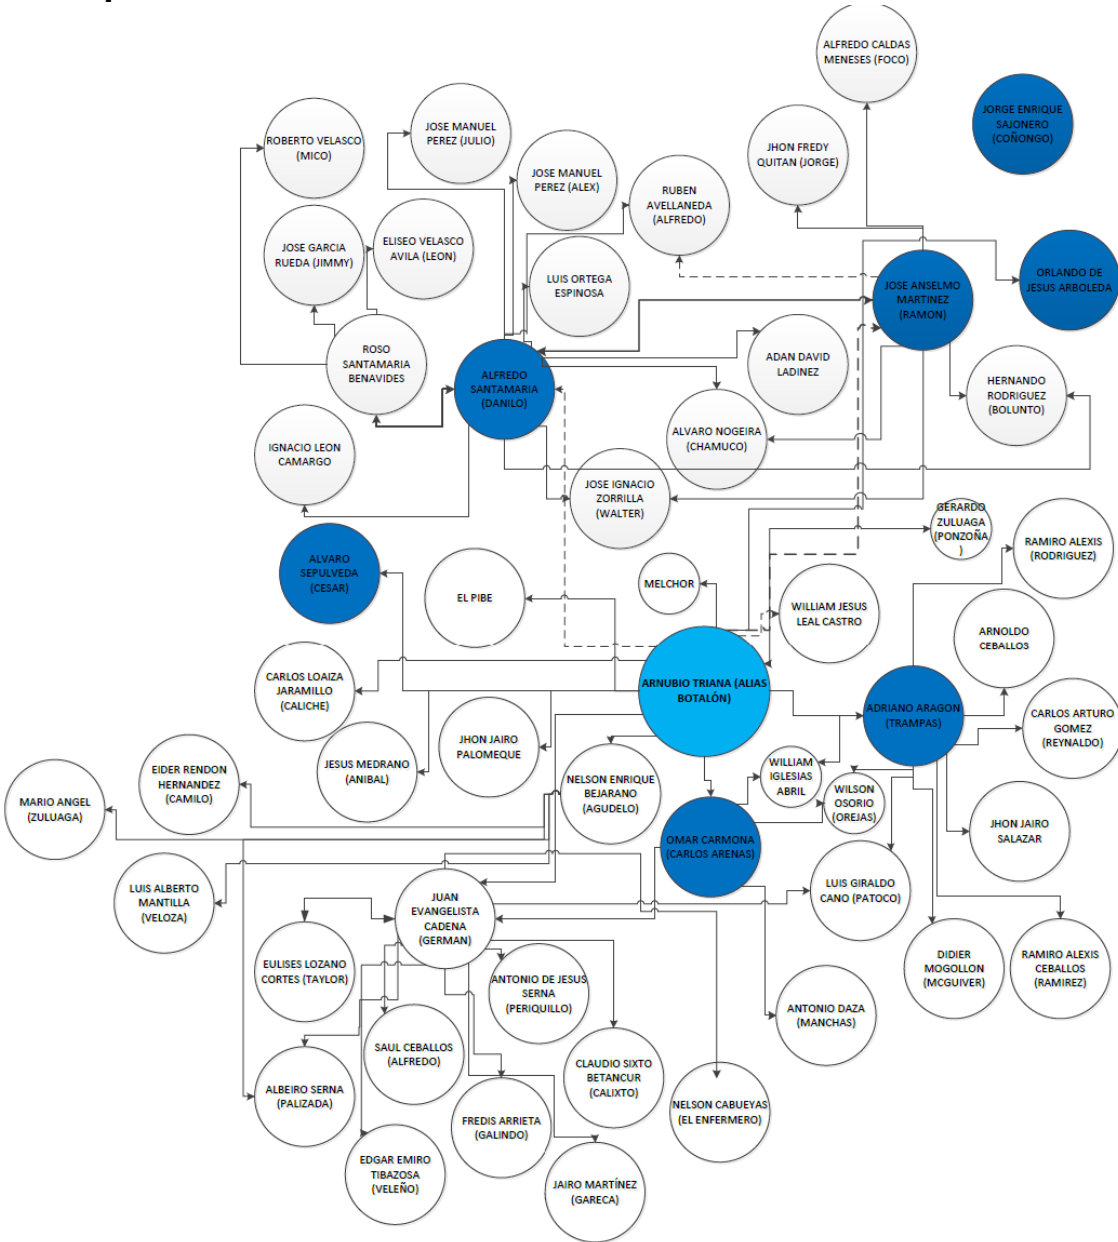 ALFREDO CALDAS
MENESES (FOCO)
JORGE ENRIQUE
SAJONERO
(COÑONGO)
ROBERTO VELASCO
(MICO)
JOSE MANUEL
PEREZ (JULIO)
JHON FREDY
QUITAN (JORGE)
JOSE MANUEL
PEREZ (ALEX)
RUBEN
AVELLANEDA
(ALFREDO)
JOSE GARCIA
RUEDA (JIMMY)
ELISEO VELASCO
AVILA (LEON)
LUIS ORTEGA
ESPINOSA
JOSE ANSELMO
MARTINEZ
(RAMON)
ORLANDO DE
JESUS ARBOLEDA
ROSO
SANTAMARIA
BENAVIDES
ALFREDO
SANTAMARIA
(DANILO)
ADAN DAVID
LADINEZ
HERNANDO
RODRIGUEZ
(BOLUNTO)
IGNACIO LEON
CAMARGO
ALVARO NOGEIRA
(CHAMUCO)
JOSE IGNACIO
ZORRILLA
(WALTER)
GERARDO
ZULUAGA
(PONZOÑA
)
RAMIRO ALEXIS
(RODRIGUEZ)
ALVARO
SEPULVEDA
(CESAR)
EL PIBE
MELCHOR
WILLIAM JESUS
LEAL CASTRO
ARNOLDO
CEBALLOS
CARLOS LOAIZA
JARAMILLO
(CALICHE)
ARNUBIO TRIANA (ALIAS
BOTALÓN)
ADRIANO ARAGON
(TRAMPAS)
CARLOS ARTURO
GOMEZ
(REYNALDO)
JESUS MEDRANO
(ANIBAL)
JHON JAIRO
PALOMEQUE
EIDER RENDON
HERNANDEZ
(CAMILO)
NELSON ENRIQUE
BEJARANO
(AGUDELO)
WILLIAM
IGLESIAS
ABRIL
WILSON
OSORIO
(OREJAS)
MARIO ANGEL
(ZULUAGA)
OMAR CARMONA
(CARLOS ARENAS)
JHON JAIRO
SALAZAR
LUIS ALBERTO
MANTILLA
(VELOZA)
JUAN
EVANGELISTA
CADENA
(GERMAN)
LUIS GIRALDO
CANO (PATOCO)
EULISES LOZANO
CORTES (TAYLOR)
ANTONIO DE JESUS
SERNA
(PERIQUILLO)
DIDIER
MOGOLLON
(MCGUIVER)
RAMIRO ALEXIS
CEBALLOS
(RAMIREZ)
ANTONIO DAZA
(MANCHAS)
SAUL CEBALLOS
(ALFREDO)
CLAUDIO SIXTO
BETANCUR
(CALIXTO)
ALBEIRO SERNA
(PALIZADA)
NELSON CABUEYAS
(EL ENFERMERO)
FREDIS ARRIETA
(GALINDO)
EDGAR EMIRO
TIBAZOSA
(VELEÑO)
JAIRO MARTÍNEZ
(GARECA)